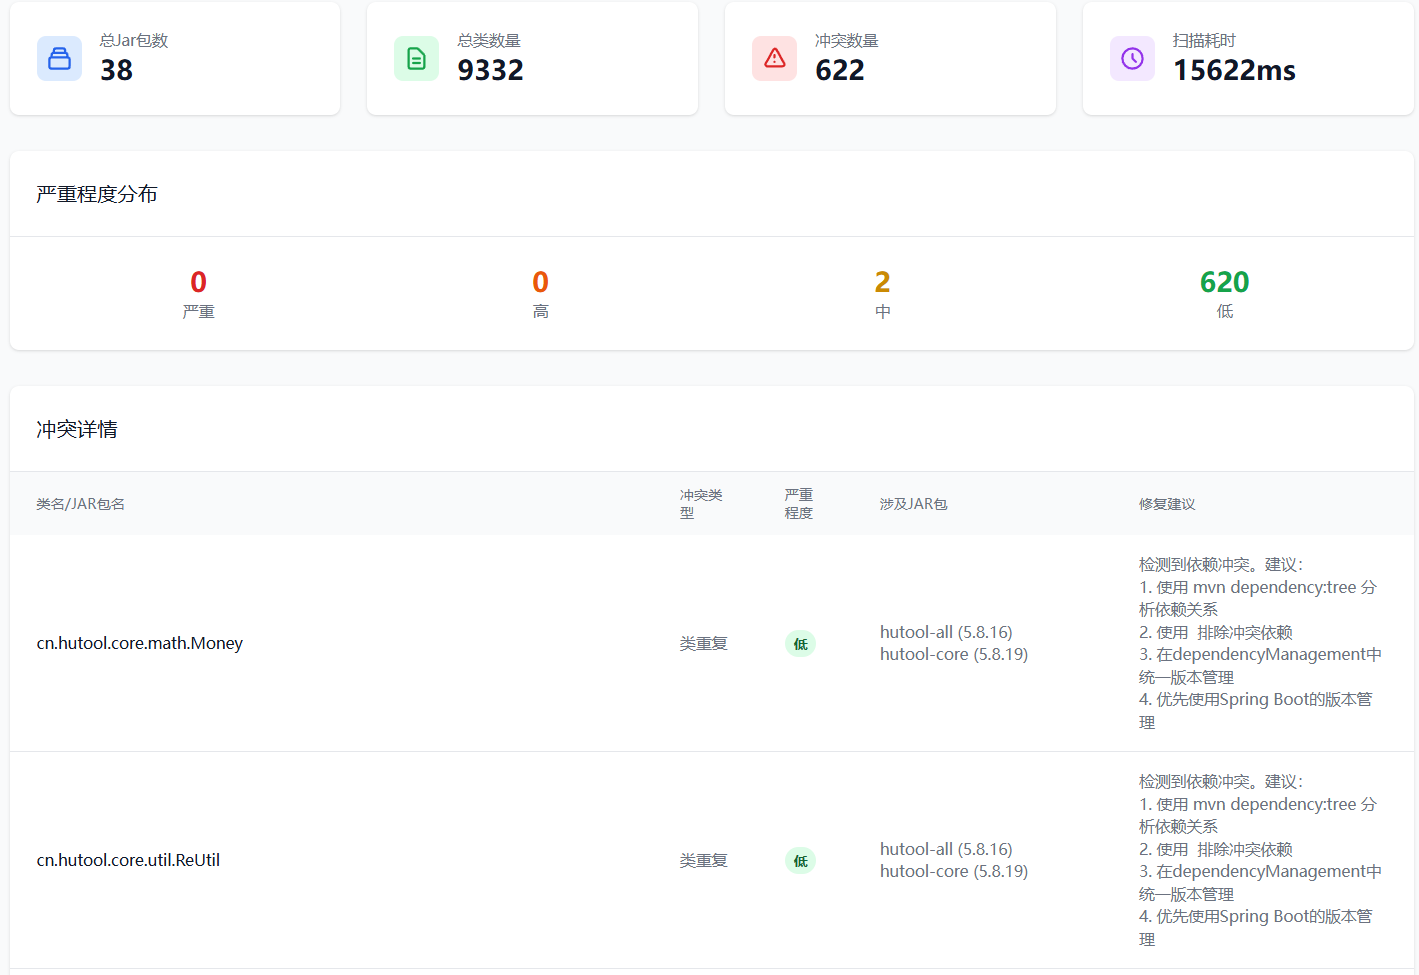 总Jar包数
38
总类数量
9332
冲突数量
622
扫描耗时
15622ms
严重程度分布
0
严重
0
高
2
中
620
低
冲突详情
类名/JAR包名
冲突类
型
严重
程度
涉及JAR包
修复建议
cn.hutool.core.math.Money
类重复
低
hutool-all (5.8.16)
hutool-core (5.8.19)
检测到依赖冲突。建议：
1. 使用 mvn dependency:tree 分
析依赖关系
2. 使用  排除冲突依赖
3. 在dependencyManagement中
统一版本管理
4. 优先使用Spring Boot的版本管
理
cn.hutool.core.util.ReUtil
类重复
低
hutool-all (5.8.16)
hutool-core (5.8.19)
检测到依赖冲突。建议：
1. 使用 mvn dependency:tree 分
析依赖关系
2. 使用  排除冲突依赖
3. 在dependencyManagement中
统一版本管理
4. 优先使用Spring Boot的版本管
理